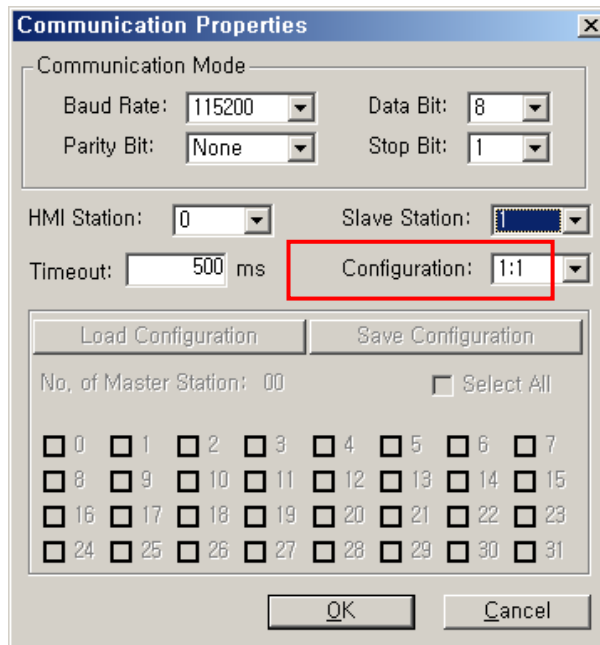 Communication Properties
Communication Mode
Baud Rate: 115200 Data Bit: 8
Parity Bit: None Stop Bit: 1
HMI Station: 0 Slave Station: 1
Timeout: 500 ms Configuration: 1:1
Load Configuration Save Configuration
No. of Master Station: 00 Select All
0 1 2 3 4 5 6 7
8 9 10 11 12 13 14 15
16 17 18 19 20 21 22 23
24 25 26 27 28 29 30 31
OK Cancel